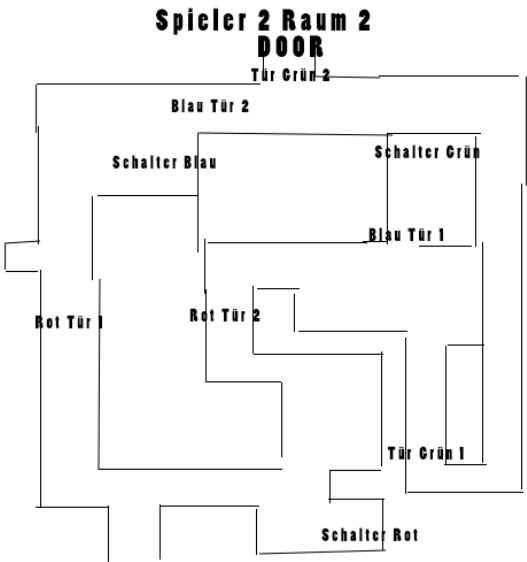 Spieler 2 Raum 2
DOOR
Tür Grün 2
Blau Tür 2
Schalter Blau
Schalter Grün
Blau Tür 1
Rot Tür 1
Rot Tür 2
Tür Grün 1
Schalter Rot